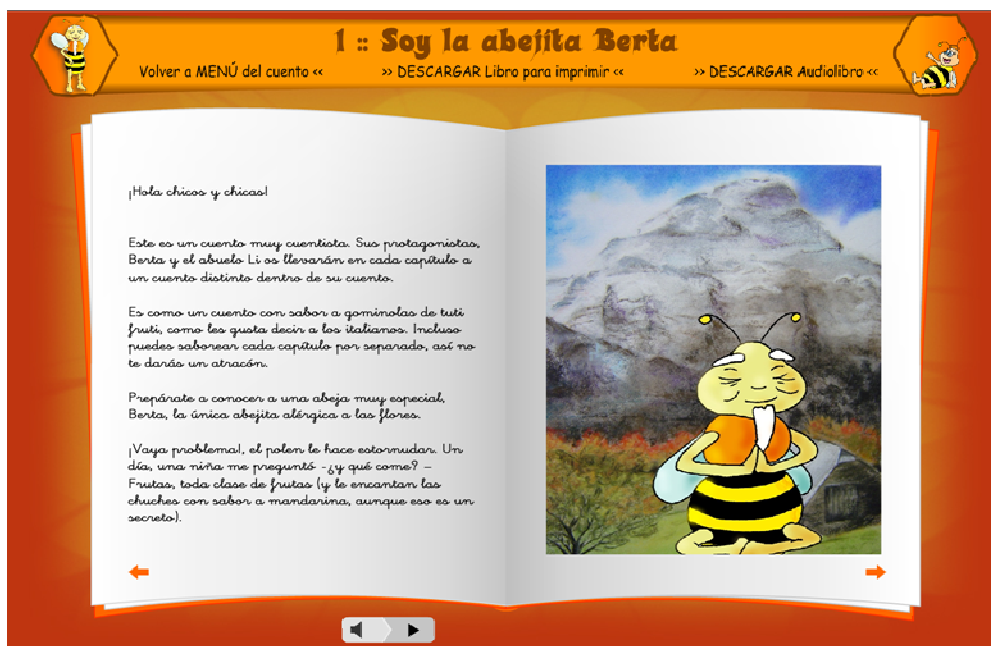 1 :: Soy la abejita Berta
Volver a MENÚ del cuento << >> DESCARGAR Libro para imprimir << >> DESCARGAR Audiolibro <<
¡Hola chicos y chicas!
Este es un cuento muy cuentista. Sus protagonistas,
Berta y el abuelo Li os llevarán en cada capítulo a
un cuento distinto dentro de su cuento.
Es como un cuento con sabor a gominolas de tuti
fruti, como les gusta decir a los italianos. Incluso
puedes saborear cada capítulo por separado, así no
te darás un atracón.
Prepárate a conocer a una abeja muy especial,
Berta, la única abejita alérgica a las flores.
¡Vaya problema!, el polen le hace estornudar. Un
día, una niña me preguntó -¿y qué come? –
Frutas, toda clase de frutas (y le encantan las
chuches con sabor a mandarina, aunque eso es un
secreto).